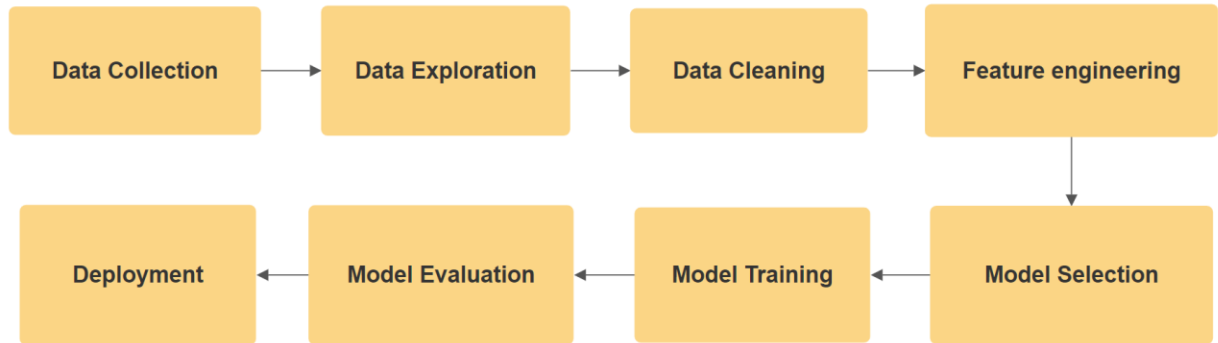 Data Collection
Data Exploration
Data Cleaning
Feature engineering
Model Selection
Model Training
Model Evaluation
Deployment